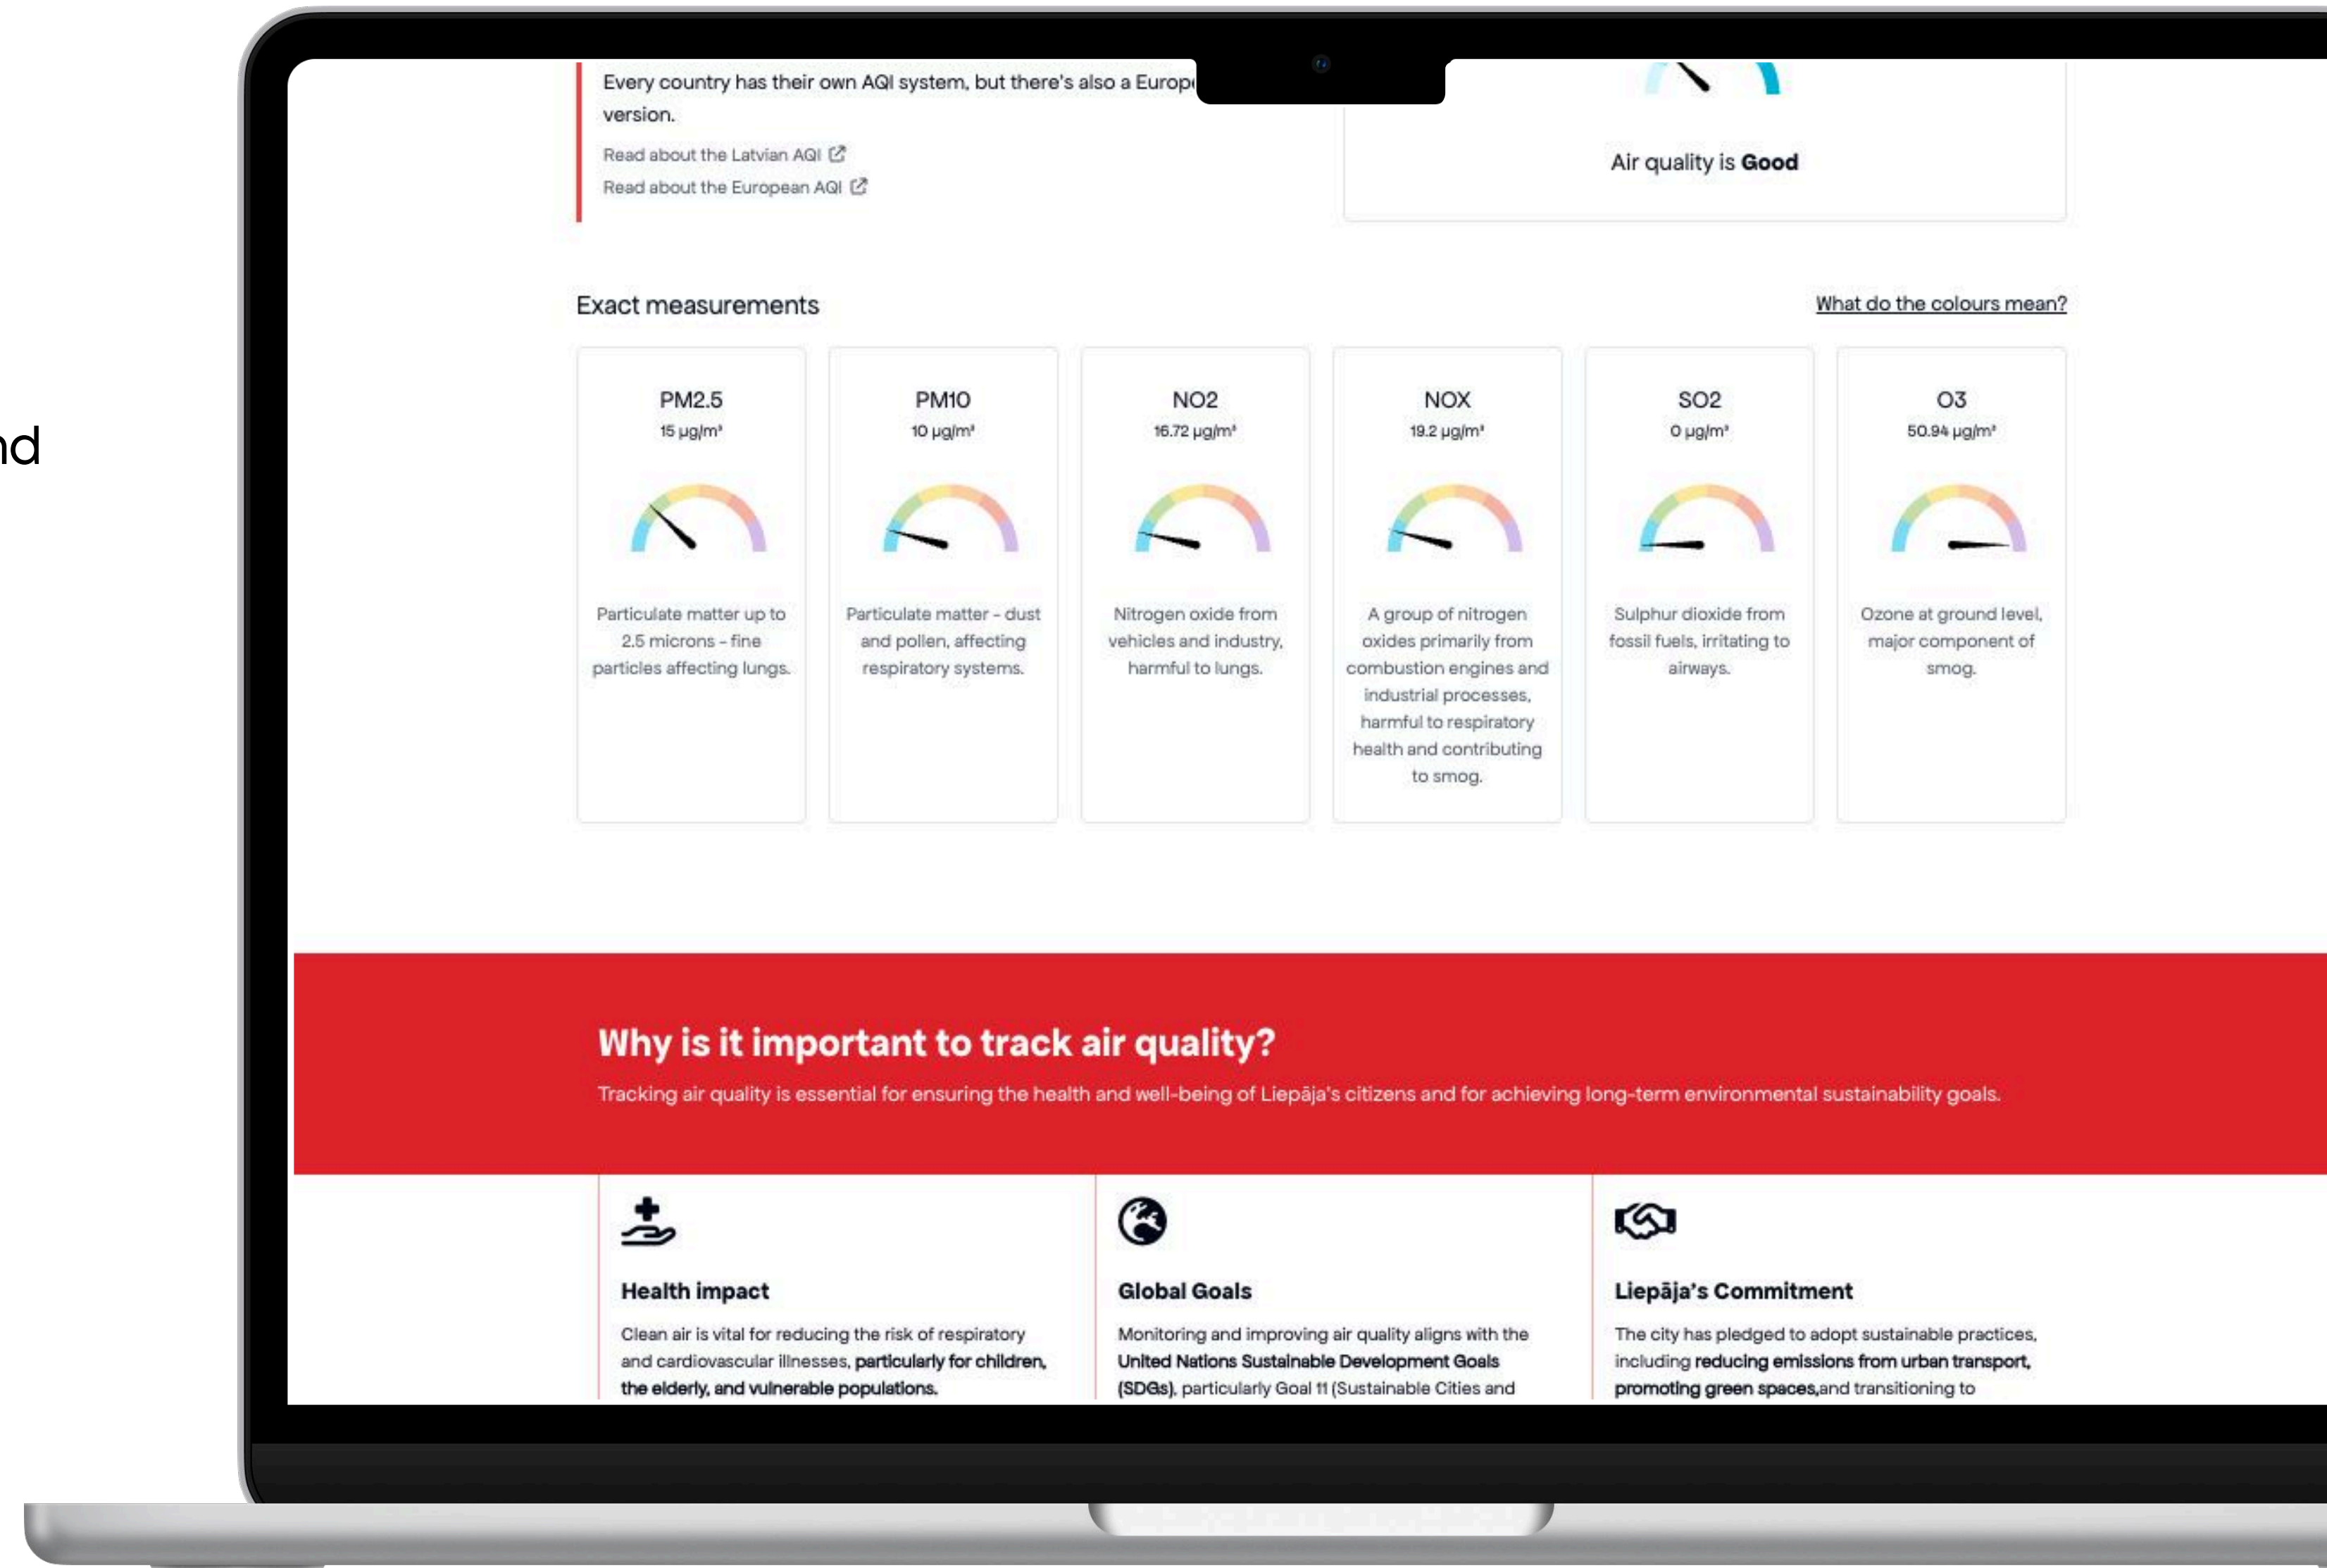 Every country has their own AQI system, but there's also a
version.
Read about the Latvian AQI
Read about the European AQI
Air quality is Good
Exact measurements
What do the colours mean?
PM2.5
15 µg/m³
Particulate matter up to
2.5 microns - fine
particles affecting lungs.
PM10
10 µg/m³
Particulate matter - dust
and pollen, affecting
respiratory systems.
NO2
16.72 µg/m³
Nitrogen oxide from
vehicles and industry,
harmful to lungs.
NOX
19.2 µg/m³
A group of nitrogen
oxides primarily from
combustion engines and
industrial processes,
harmful to respiratory
health and contributing
to smog.
SO2
0 µg/m³
Sulphur dioxide from
fossil fuels, irritating to
airways.
O3
50.94 µg/m³
Ozone at ground level,
major component of
smog.
Why is it important to track air quality?
Tracking air quality is essential for ensuring the health and well-being of Liepāja's citizens and for achieving long-term environmental sustainability goals.
Health impact
Clean air is vital for reducing the risk of respiratory
and cardiovascular illnesses, particularly for children,
the elderly, and vulnerable populations.
Global Goals
Monitoring and improving air quality aligns with the
United Nations Sustainable Development Goals
(SDGs), particularly Goal 11 (Sustainable Cities and
Liepāja's Commitment
The city has pledged to adopt sustainable practices,
including reducing emissions from urban transport,
promoting green spaces,and transitioning to